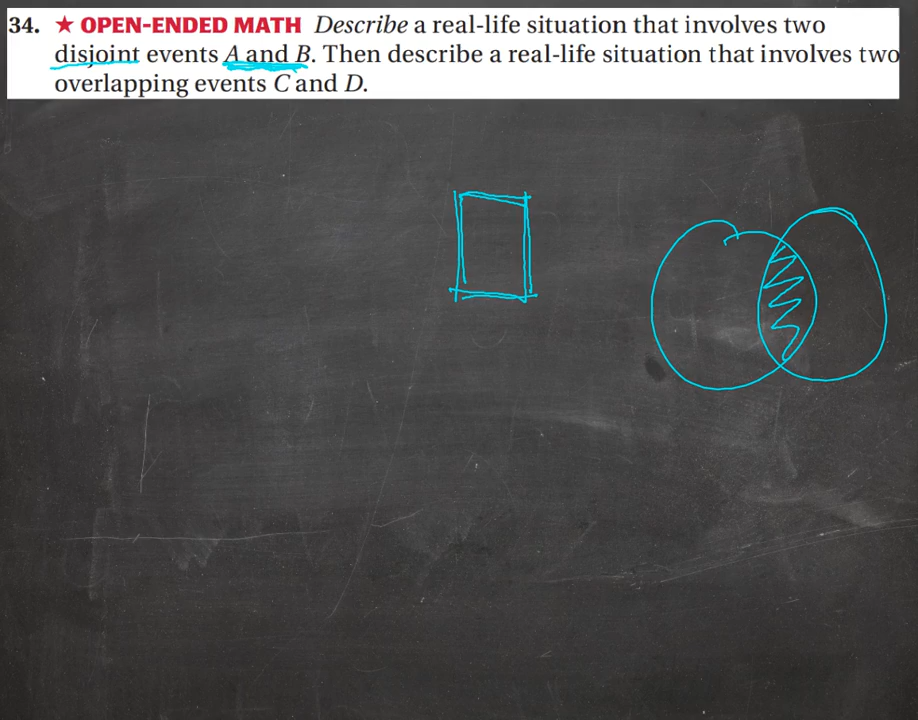 34. ★ OPEN-ENDED MATH Describe a real-life situation that involves two
disjoint events A and B. Then describe a real-life situation that involves two
overlapping events C and D.